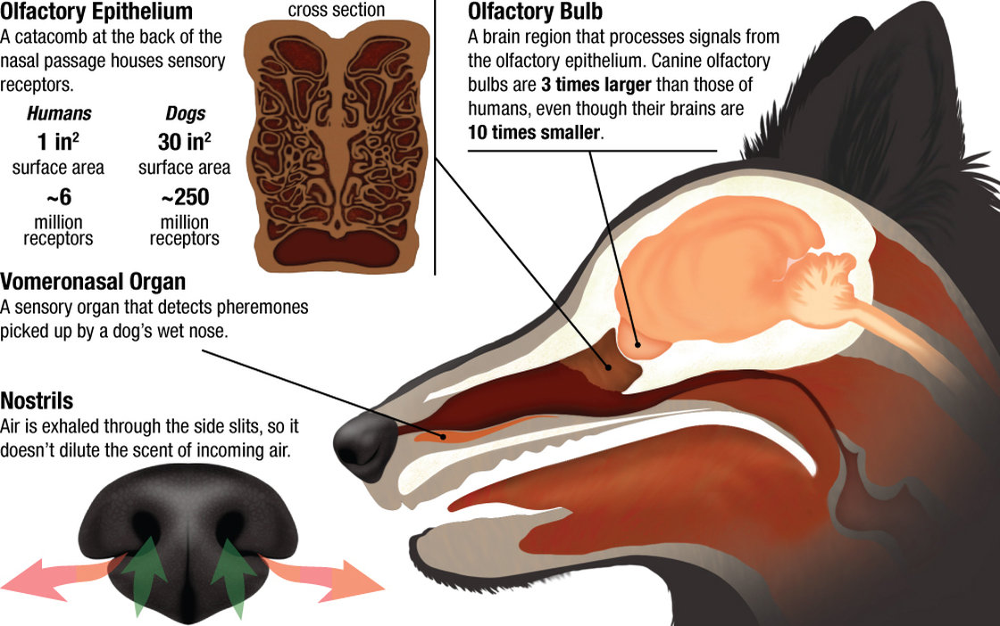 Olfactory Epithelium
A catacomb at the back of the
nasal passage houses sensory
receptors.
Humans
1 in²
surface area
~6
million
receptors
Dogs
30 in²
surface area
~250
million
receptors
cross section
Olfactory Bulb
A brain region that processes signals from
the olfactory epithelium. Canine olfactory
bulbs are 3 times larger than those of
humans, even though their brains are
10 times smaller.
Vomeronasal Organ
A sensory organ that detects pheremones
picked up by a dog's wet nose.
Nostrils
Air is exhaled through the side slits, so it
doesn't dilute the scent of incoming air.